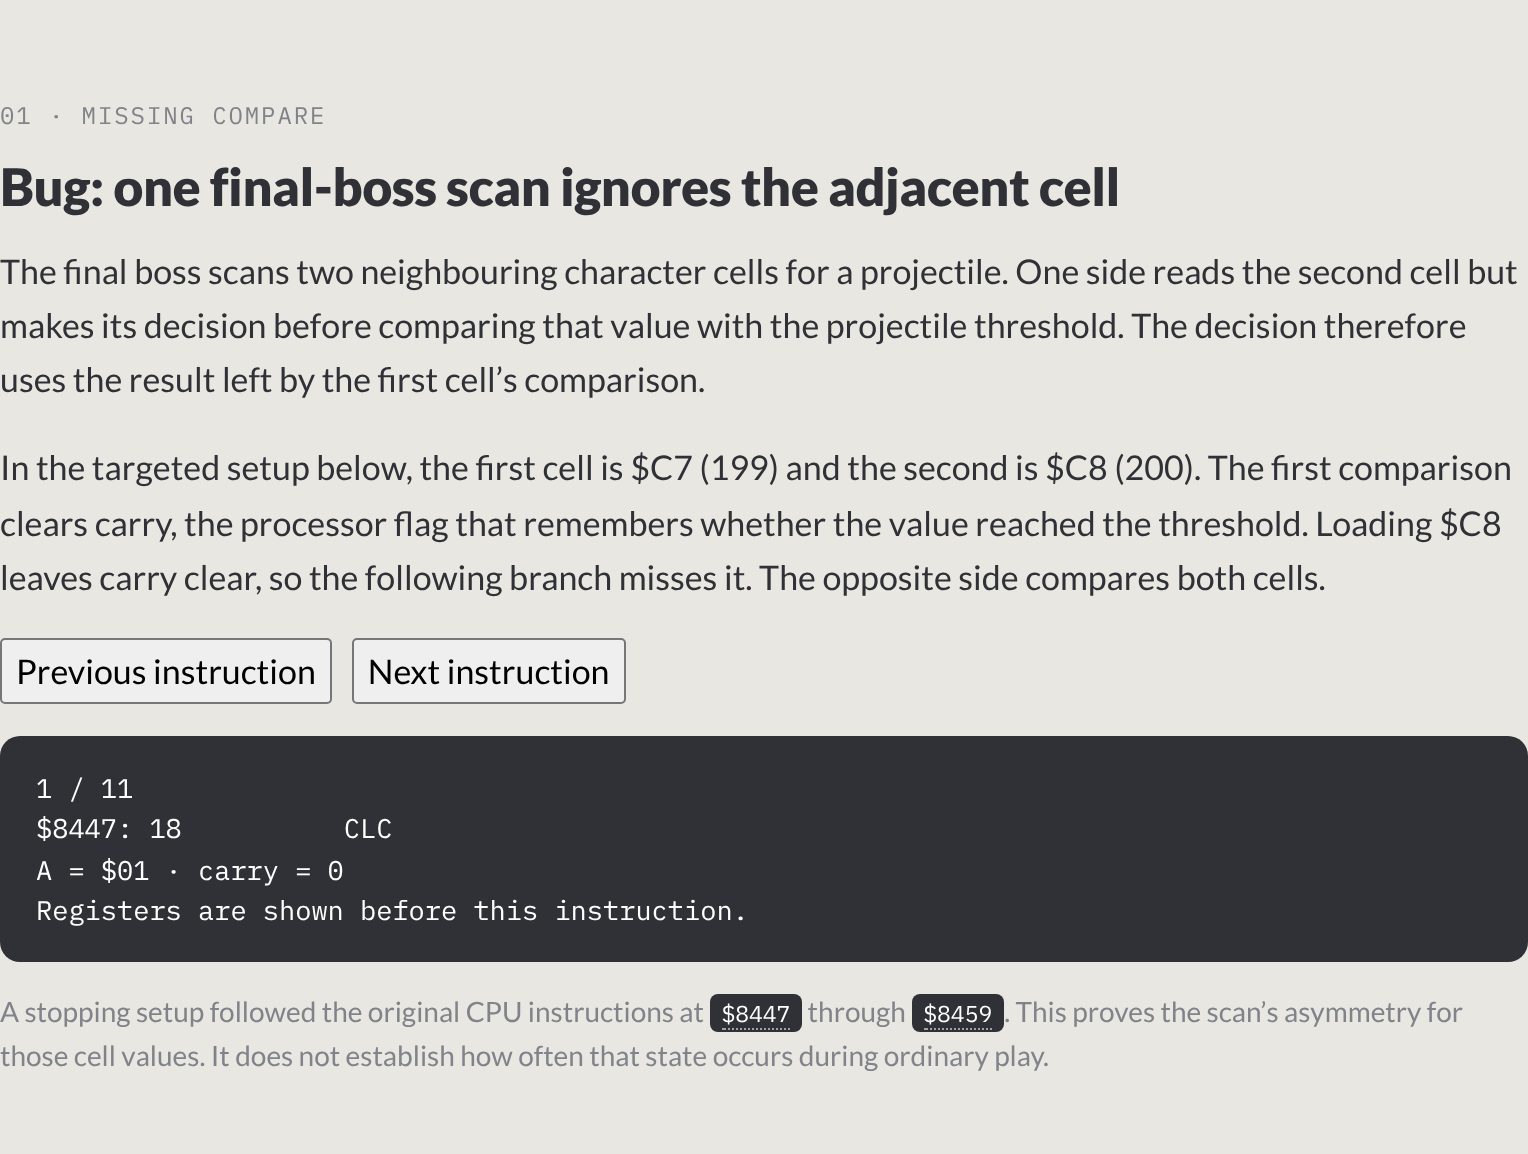 01 · MISSING COMPARE
Bug: one final-boss scan ignores the adjacent cell
The final boss scans two neighbouring character cells for a projectile. One side reads the second cell but
makes its decision before comparing that value with the projectile threshold. The decision therefore
uses the result left by the first cell’s comparison.
In the targeted setup below, the first cell is $C7 (199) and the second is $C8 (200). The first comparison
clears carry, the processor flag that remembers whether the value reached the threshold. Loading $C8
leaves carry clear, so the following branch misses it. The opposite side compares both cells.
Previous instruction Next instruction
1 / 11
$8447: 18          CLC
A = $01 · carry = 0
Registers are shown before this instruction.
A stopping setup followed the original CPU instructions at $8447 through $8459. This proves the scan’s asymmetry for
those cell values. It does not establish how often that state occurs during ordinary play.